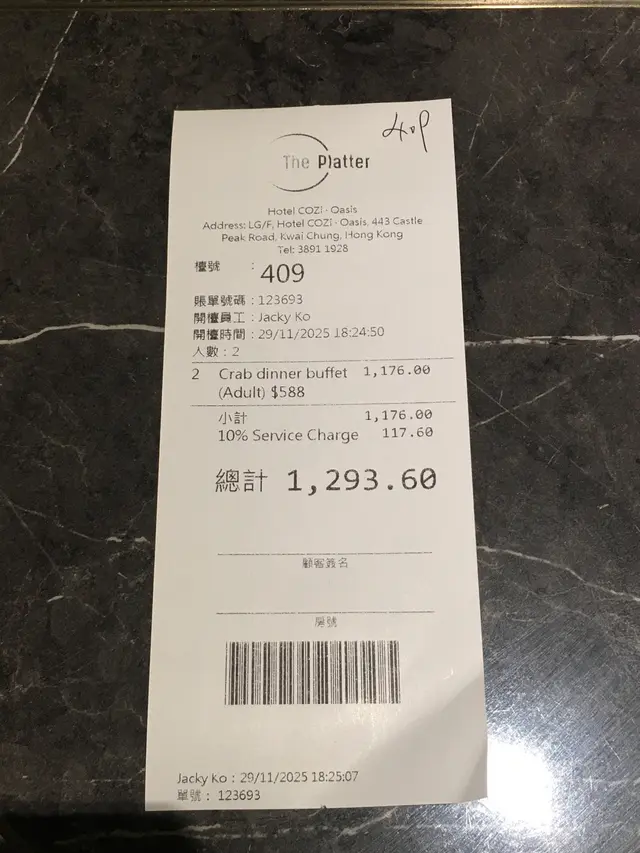 409
The Platter
Hotel COZi · Oasis
Address: LG/F, Hotel COZi · Oasis, 443 Castle
Peak Road, Kwai Chung, Hong Kong
Tel: 3891 1928
檯號 : 409
賬單號碼 : 123693
開檯員工 : Jacky Ko
開檯時間 : 29/11/2025 18:24:50
人數 : 2
2 Crab dinner buffet 1,176.00
(Adult) $588
小計 1,176.00
10% Service Charge 117.60
總計 1,293.60
顧客簽名
房號
Jacky Ko : 29/11/2025 18:25:07
單號 : 123693